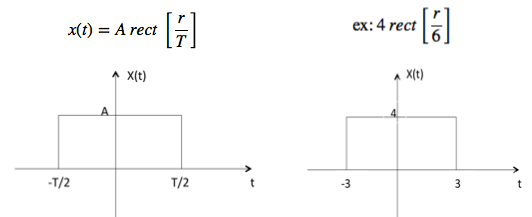 x(t) = A rect [r/T]
ex: 4 rect [r/6]
X(t)
A
-T/2
T/2
t
X(t)
4
-3
3
t